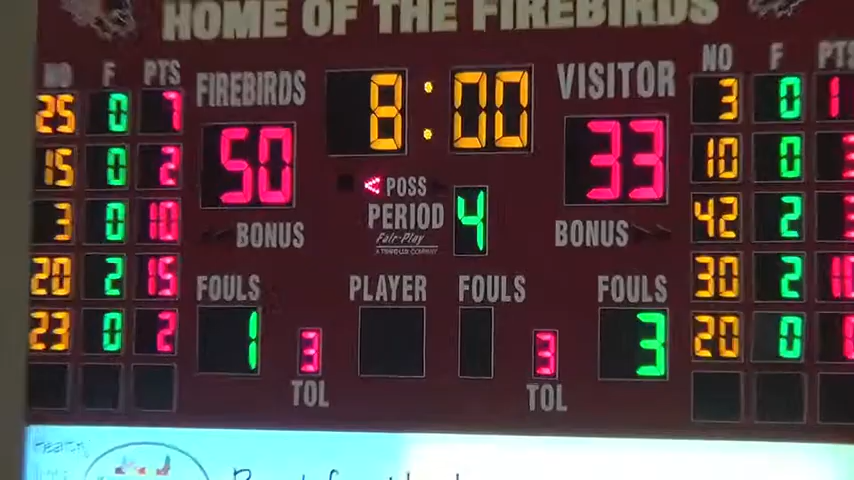 HOME OF THE FIREBIRDS
NO F PTS
25 0 7
15 0 2
3 0 10
20 2 15
23 0 2
FIREBIRDS
50
BONUS
FOULS
1
3
TOL
8:00
< POSS
PERIOD 4
Fair-Play
PLAYER FOULS
VISITOR
33
BONUS
FOULS
3
3
TOL
NO F PTS
3 0 1
10 0
42 2
30 2
20 0
Healthy